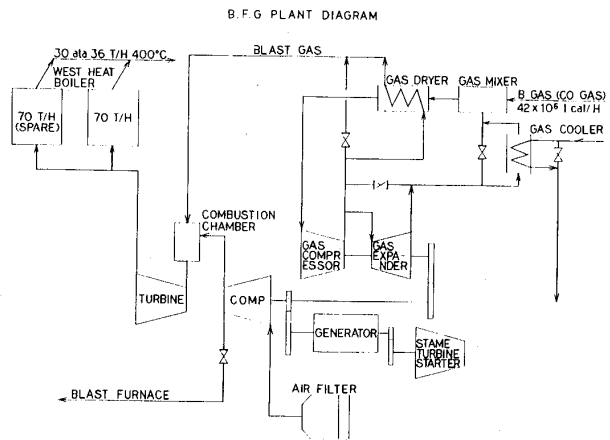 B.F.G PLANT DIAGRAM
30 ata 36 T/H 400°C
WEST HEAT
BOILER
70 T/H
(SPARE)
70 T/H
BLAST GAS
GAS DRYER
GAS MIXER
B GAS (CO GAS)
42 x 10⁶ 1 cal/H
GAS COOLER
COMBUSTION
CHAMBER
GAS
COMPR
ESSOR
GAS
EXPA-
NDER
TURBINE
COMP
GENERATOR
STAME
TURBINE
STARTER
BLAST FURNACE
AIR FILTER